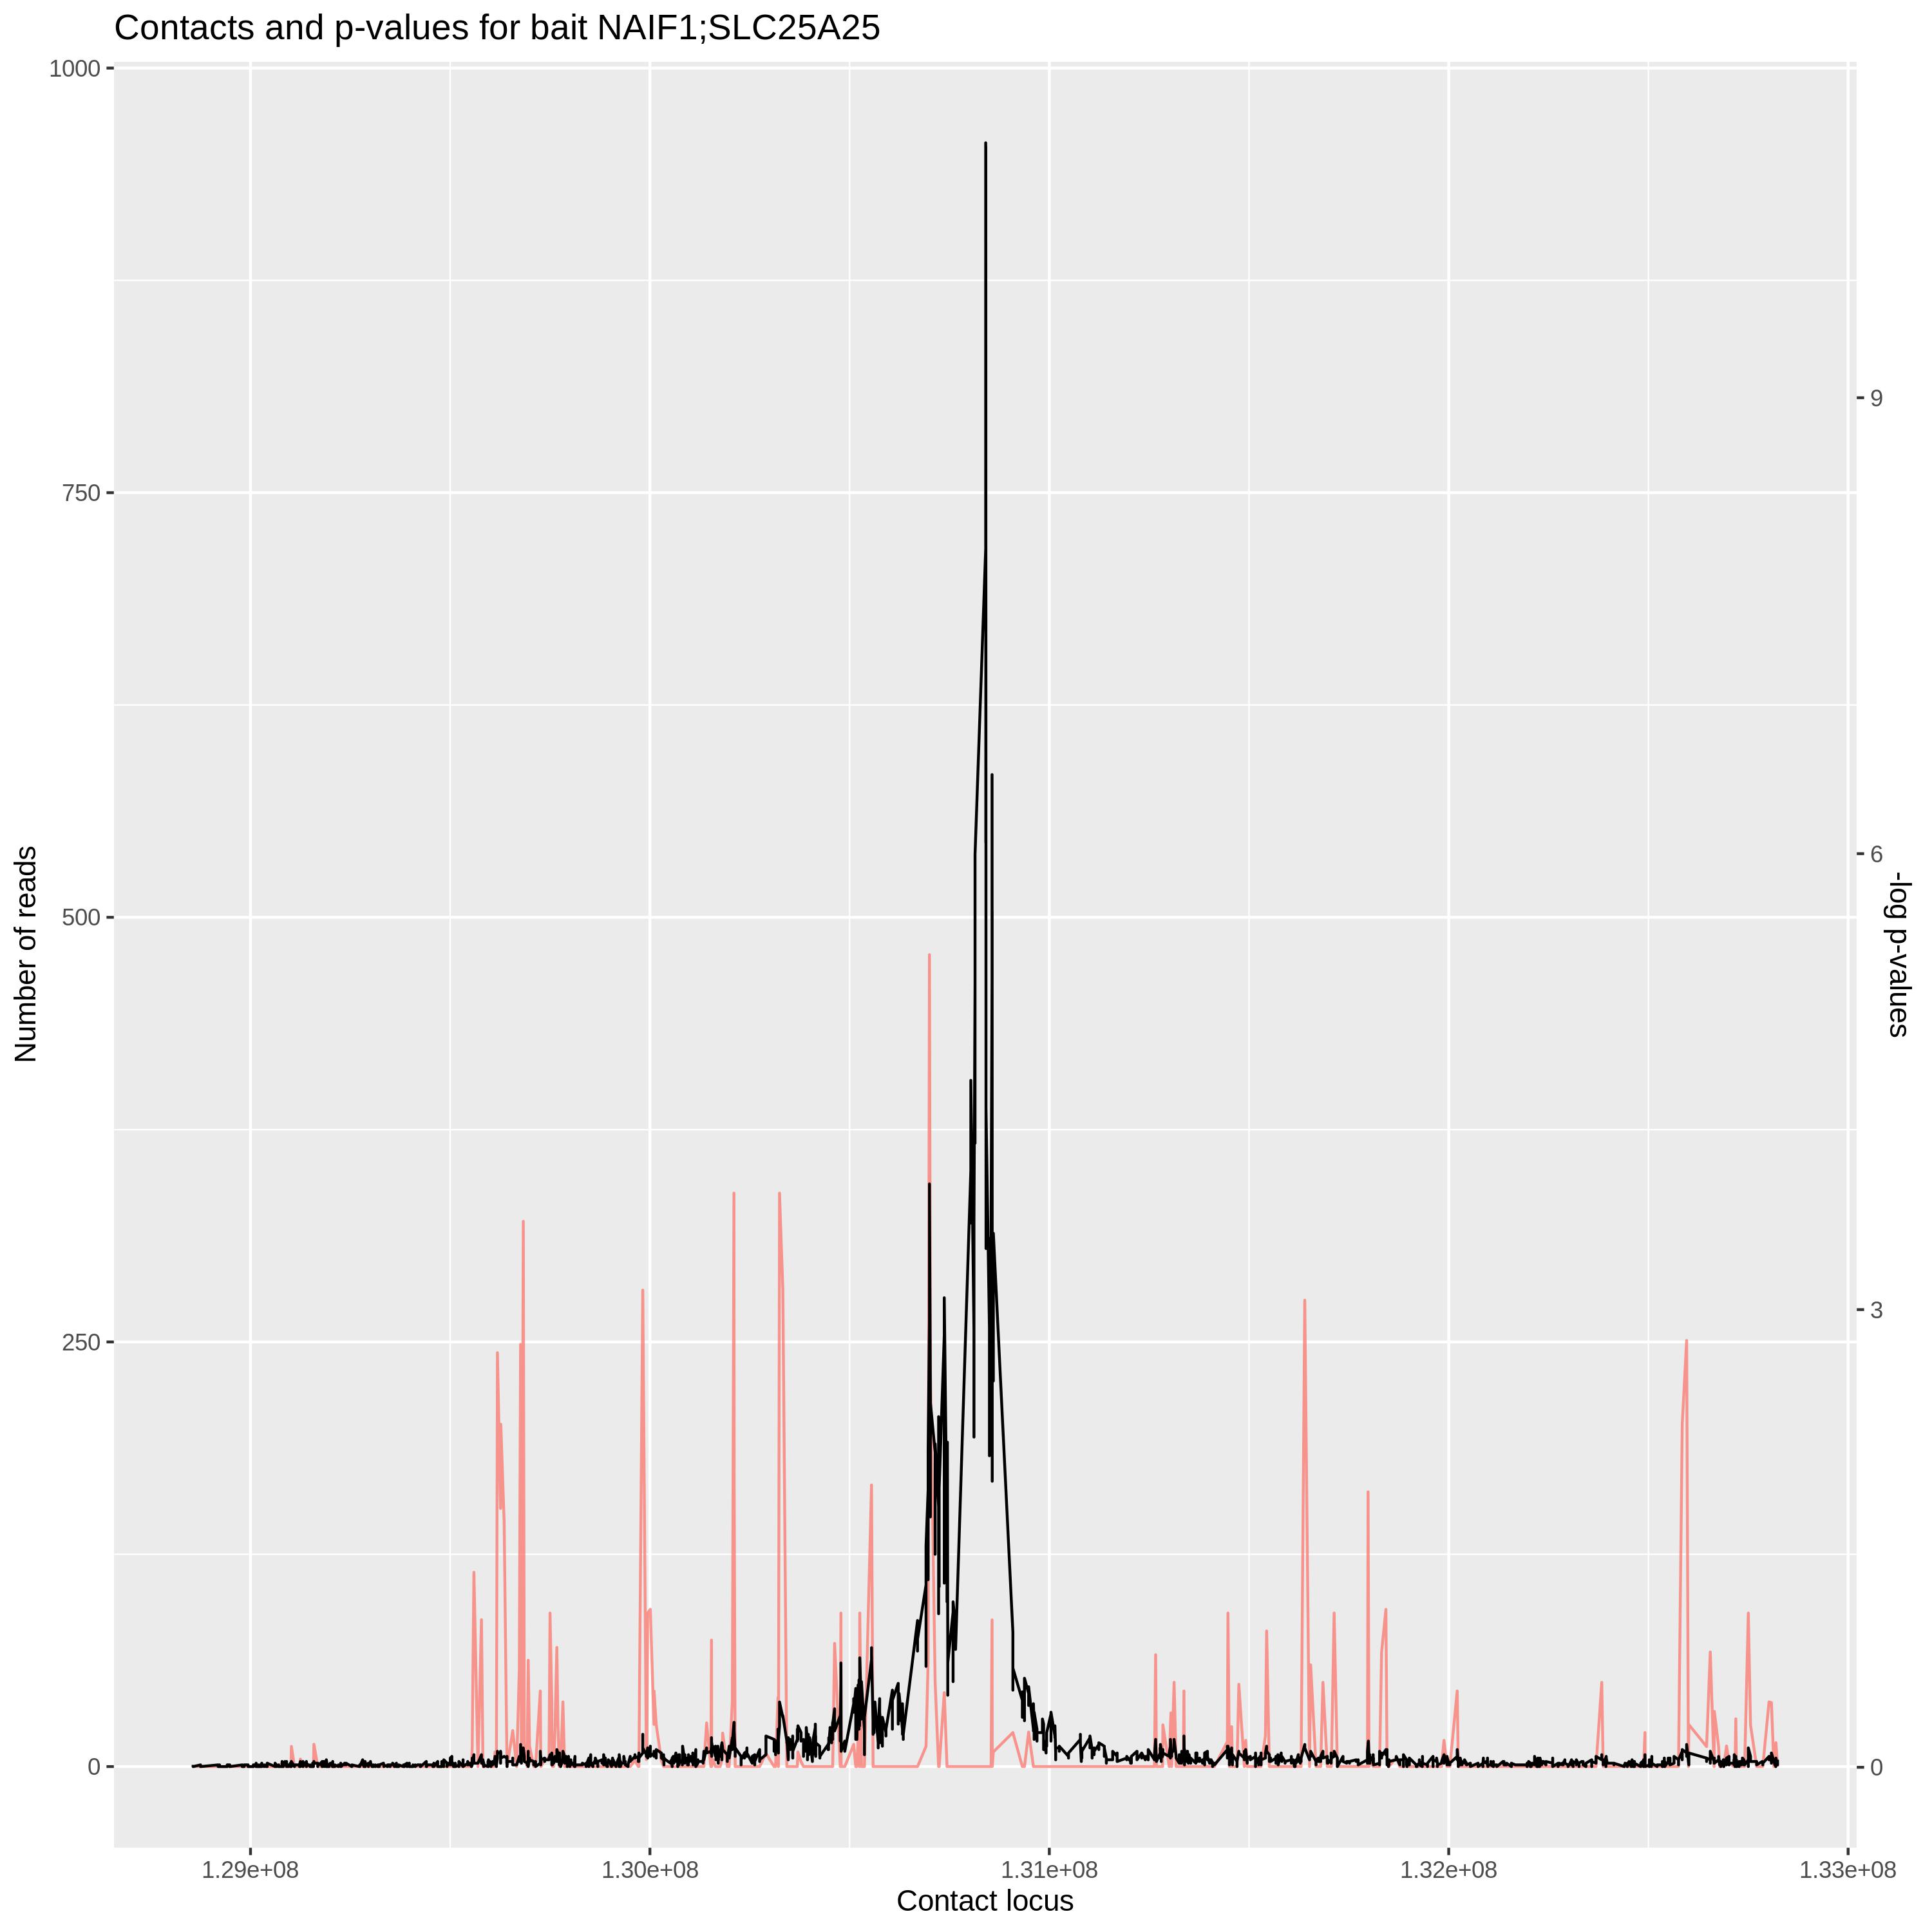 Contacts and p-values for bait NAIF1;SLC25A25
1000
750
500
250
0
Number of reads
9
6
3
0
-log p-values
1.29e+08
1.30e+08
1.31e+08
1.32e+08
1.33e+08
Contact locus